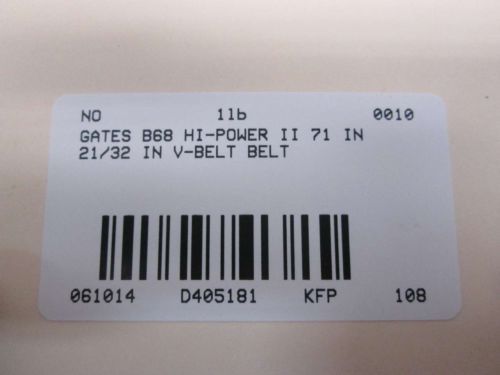 NO 1lb 0010
GATES B68 HI-POWER II 71 IN
21/32 IN V-BELT BELT
061014 D405181 KFP 108